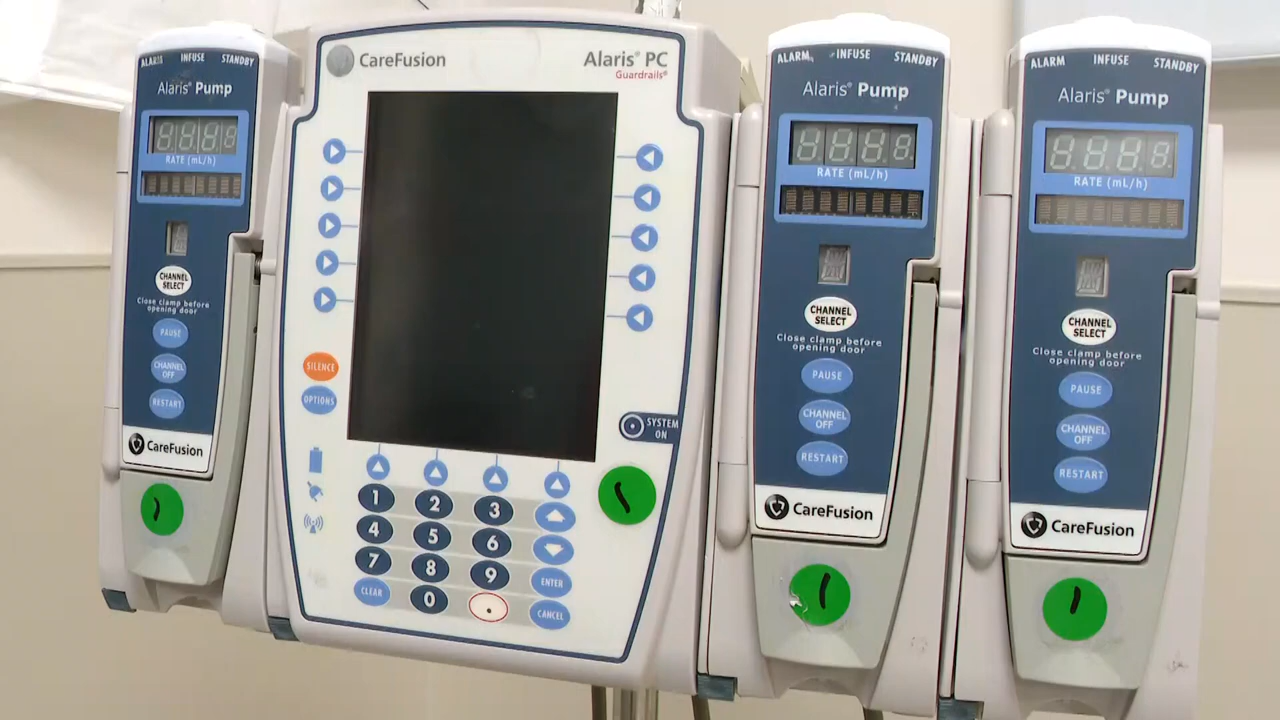 ALARM INFUSE STANDBY
Alaris® Pump
RATE (mL/h)
CHANNEL
SELECT
Close clamp before
opening door
PAUSE
CHANNEL
OFF
RESTART
CareFusion
CareFusion
Alaris® PC
Guardrails®
SILENCE
OPTIONS
SYSTEM
ON
1 2 3
4 5 6
7 8 9 ENTER
CLEAR 0 . CANCEL
ALARM INFUSE STANDBY
Alaris® Pump
RATE (mL/h)
CHANNEL
SELECT
Close clamp before
opening door
PAUSE
CHANNEL
OFF
RESTART
CareFusion
ALARM INFUSE STANDBY
Alaris® Pump
RATE (mL/h)
CHANNEL
SELECT
Close clamp before
opening door
PAUSE
CHANNEL
OFF
RESTART
CareFusion